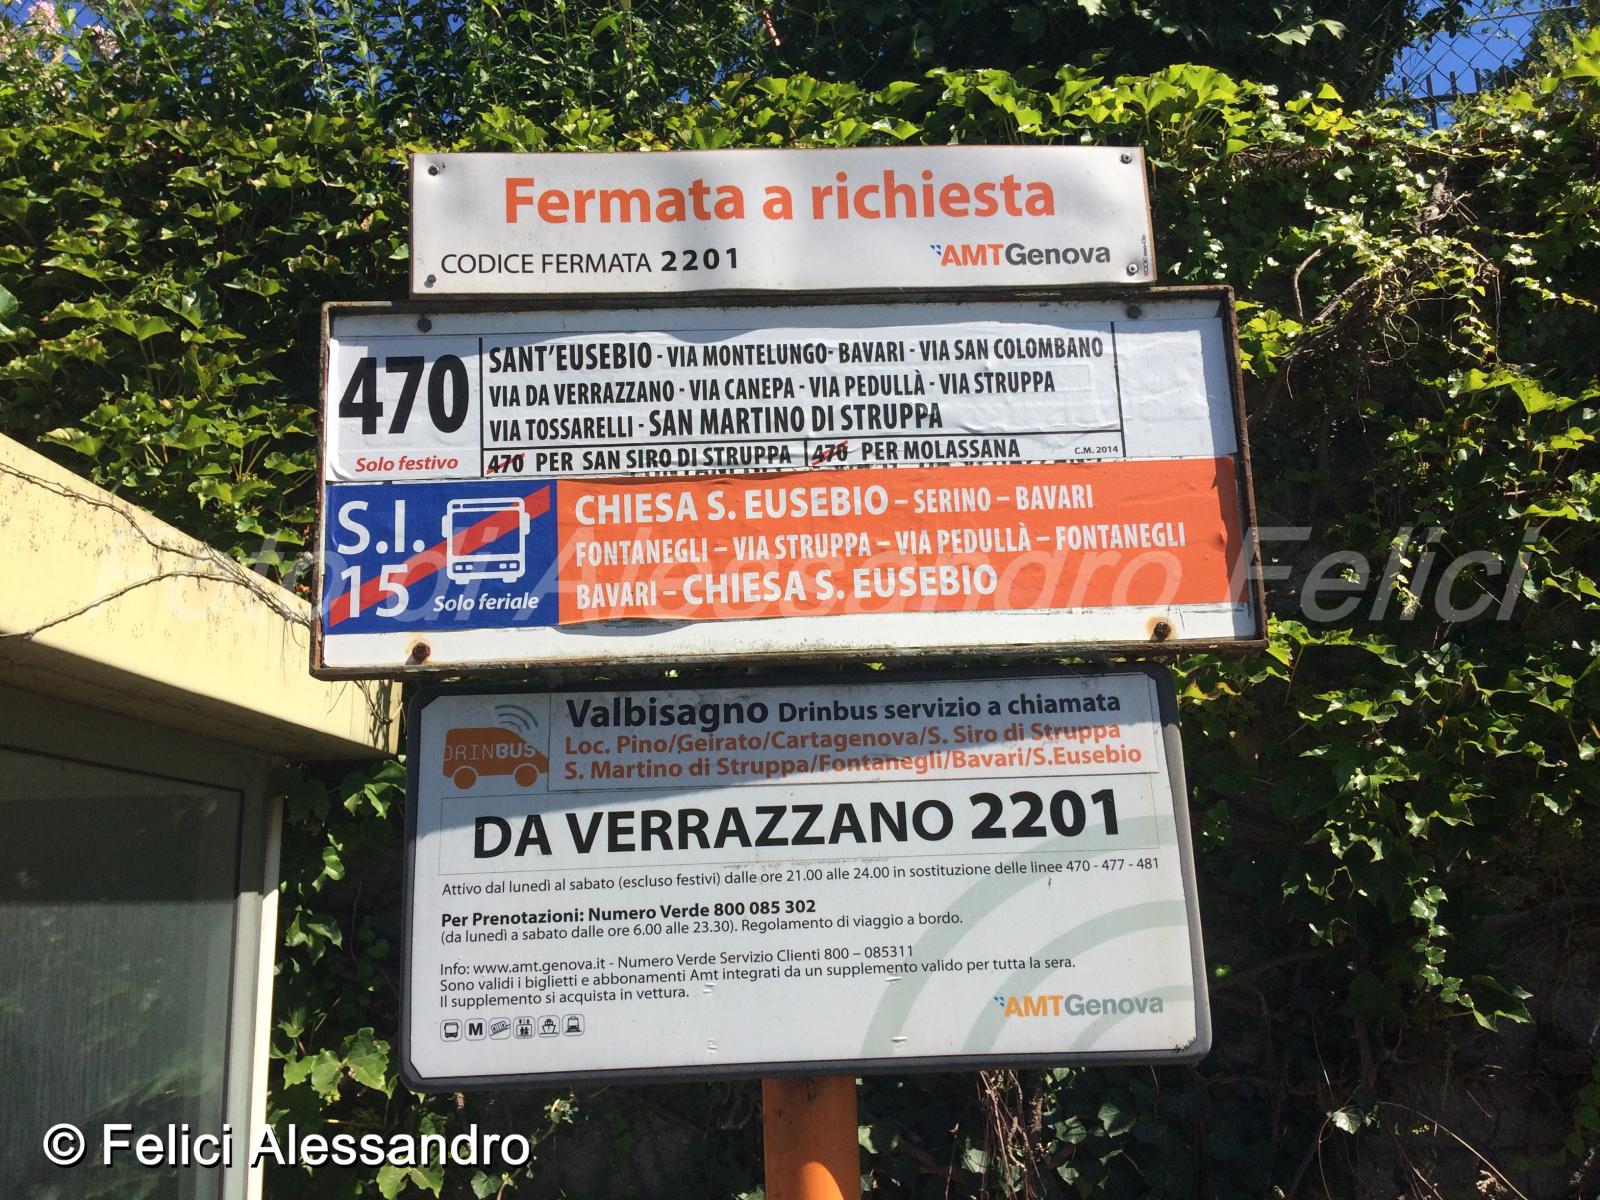 Fermata a richiesta
CODICE FERMATA 2201
AMTGenova
470
Solo festivo
SANT'EUSEBIO - VIA MONTELUNGO- BAVARI - VIA SAN COLOMBANO
VIA DA VERRAZZANO - VIA CANEPA - VIA PEDULLÀ - VIA STRUPPA
VIA TOSSARELLI - SAN MARTINO DI STRUPPA
470 PER SAN SIRO DI STRUPPA 470 PER MOLASSANA
C.M. 2014
S.I.
15
Solo feriale
CHIESA S. EUSEBIO – SERINO – BAVARI
FONTANEGLI – VIA STRUPPA – VIA PEDULLÀ – FONTANEGLI
BAVARI – CHIESA S. EUSEBIO
Foto di Alessandro Felici
DRINBUS
Valbisagno Drinbus servizio a chiamata
Loc. Pino/Geirato/Cartagenova/S. Siro di Struppa
S. Martino di Struppa/Fontanegli/Bavari/S.Eusebio
DA VERRAZZANO 2201
Attivo dal lunedì al sabato (escluso festivi) dalle ore 21.00 alle 24.00 in sostituzione delle linee 470 - 477 - 481
Per Prenotazioni: Numero Verde 800 085 302
(da lunedì a sabato dalle ore 6.00 alle 23.30). Regolamento di viaggio a bordo.
Info: www.amt.genova.it - Numero Verde Servizio Clienti 800 – 085311
Sono validi i biglietti e abbonamenti Amt integrati da un supplemento valido per tutta la sera.
Il supplemento si acquista in vettura.
M
AMTGenova
© Felici Alessandro